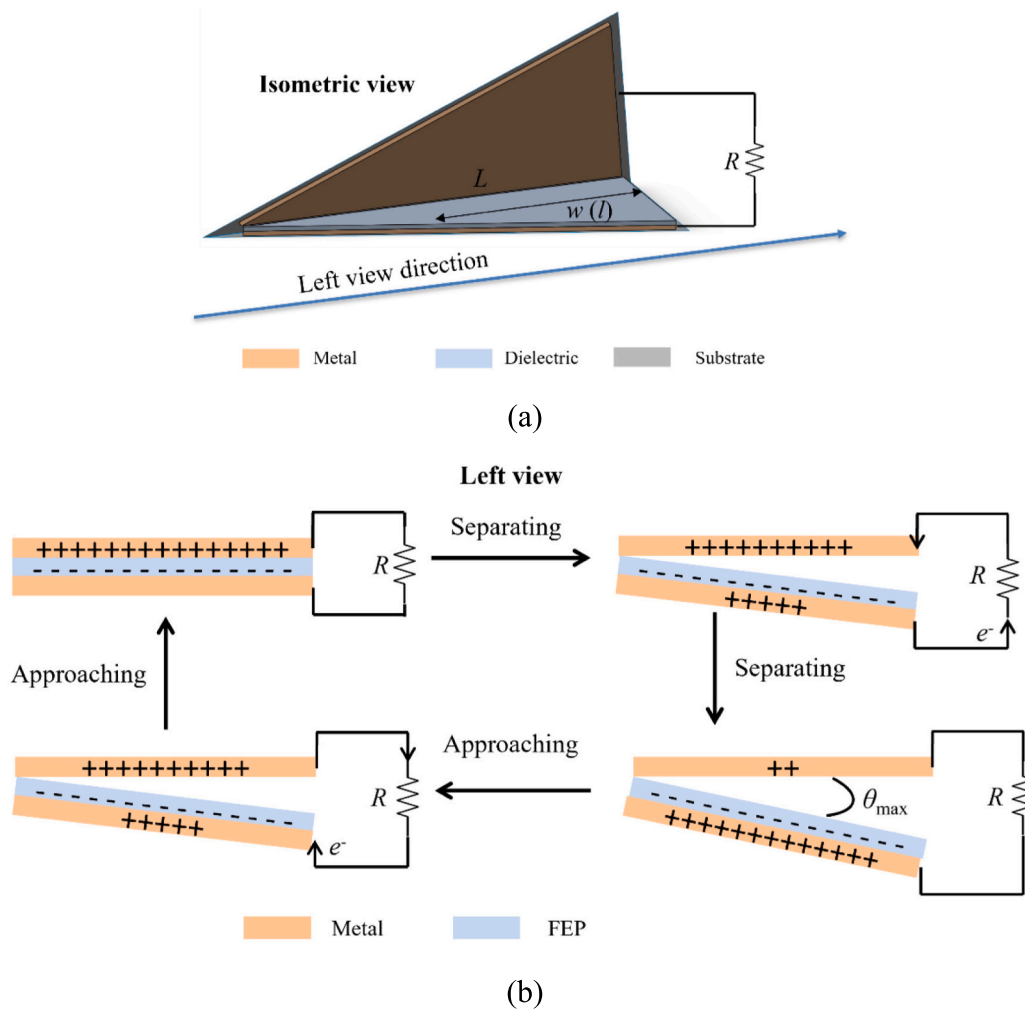 Isometric view
L
w (l)
R
Left view direction
Metal
Dielectric
Substrate
(a)
Left view
+++++++++++++++
- - - - - - - - - - - - - -
R
Separating
++++++++++
- - - - - - - - - - - - - -
+++++
R
e-
Approaching
Separating
++++++++++
- - - - - - - - - - - - - -
+++++
R
e-
Approaching
++
θmax
- - - - - - - - - - - - - -
+++++++++++++
R
Metal
FEP
(b)